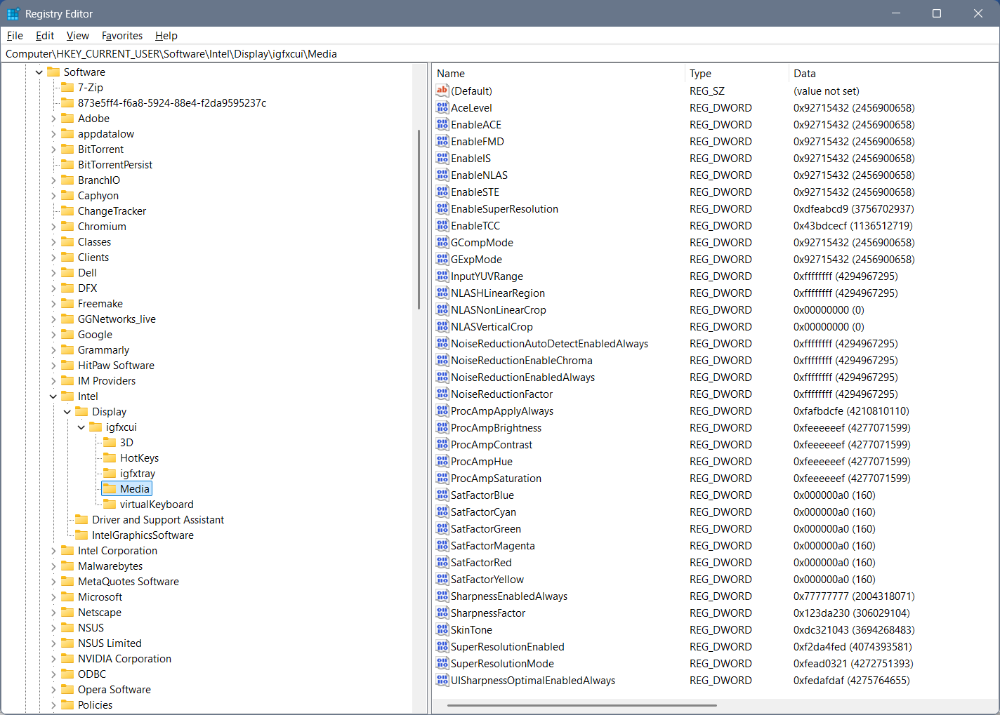 Registry Editor
File Edit View Favorites Help
Computer\HKEY_CURRENT_USER\Software\Intel\Display\igfxcui\Media
Software
7-Zip
873e5ff4-f6a8-5924-88e4-f2da9595237c
Adobe
appdatalow
BitTorrent
BitTorrentPersist
BranchIO
Caphyon
ChangeTracker
Chromium
Classes
Clients
Dell
DFX
Freemake
GGNetworks_live
Google
Grammarly
HitPaw Software
IM Providers
Intel
Display
igfxcui
3D
HotKeys
igfxtray
Media
virtualKeyboard
Driver and Support Assistant
IntelGraphicsSoftware
Intel Corporation
Malwarebytes
MetaQuotes Software
Microsoft
Netscape
NSUS
NSUS Limited
NVIDIA Corporation
ODBC
Opera Software
Policies
Name Type Data
(Default) REG_SZ (value not set)
AceLevel REG_DWORD 0x92715432 (2456900658)
EnableACE REG_DWORD 0x92715432 (2456900658)
EnableFMD REG_DWORD 0x92715432 (2456900658)
EnableIS REG_DWORD 0x92715432 (2456900658)
EnableNLAS REG_DWORD 0x92715432 (2456900658)
EnableSTE REG_DWORD 0x92715432 (2456900658)
EnableSuperResolution REG_DWORD 0xdfeabcd9 (3756702937)
EnableTCC REG_DWORD 0x43bdcecf (1136512719)
GCompMode REG_DWORD 0x92715432 (2456900658)
GExpMode REG_DWORD 0x92715432 (2456900658)
InputYUVRange REG_DWORD 0xffffffff (4294967295)
NLASHLinearRegion REG_DWORD 0xffffffff (4294967295)
NLASNonLinearCrop REG_DWORD 0x00000000 (0)
NLASVerticalCrop REG_DWORD 0x00000000 (0)
NoiseReductionAutoDetectEnabledAlways REG_DWORD 0xffffffff (4294967295)
NoiseReductionEnableChroma REG_DWORD 0xffffffff (4294967295)
NoiseReductionEnabledAlways REG_DWORD 0xffffffff (4294967295)
NoiseReductionFactor REG_DWORD 0xffffffff (4294967295)
ProcAmpApplyAlways REG_DWORD 0xfafbdcfe (4210810110)
ProcAmpBrightness REG_DWORD 0xfeeeeeef (4277071599)
ProcAmpContrast REG_DWORD 0xfeeeeeef (4277071599)
ProcAmpHue REG_DWORD 0xfeeeeeef (4277071599)
ProcAmpSaturation REG_DWORD 0xfeeeeeef (4277071599)
SatFactorBlue REG_DWORD 0x000000a0 (160)
SatFactorCyan REG_DWORD 0x000000a0 (160)
SatFactorGreen REG_DWORD 0x000000a0 (160)
SatFactorMagenta REG_DWORD 0x000000a0 (160)
SatFactorRed REG_DWORD 0x000000a0 (160)
SatFactorYellow REG_DWORD 0x000000a0 (160)
SharpnessEnabledAlways REG_DWORD 0x77777777 (2004318071)
SharpnessFactor REG_DWORD 0x123da230 (306029104)
SkinTone REG_DWORD 0xdc321043 (3694268483)
SuperResolutionEnabled REG_DWORD 0xf2da4fed (4074393581)
SuperResolutionMode REG_DWORD 0xfead0321 (4272751393)
UISharpnessOptimalEnabledAlways REG_DWORD 0xfedafdaf (4275764655)